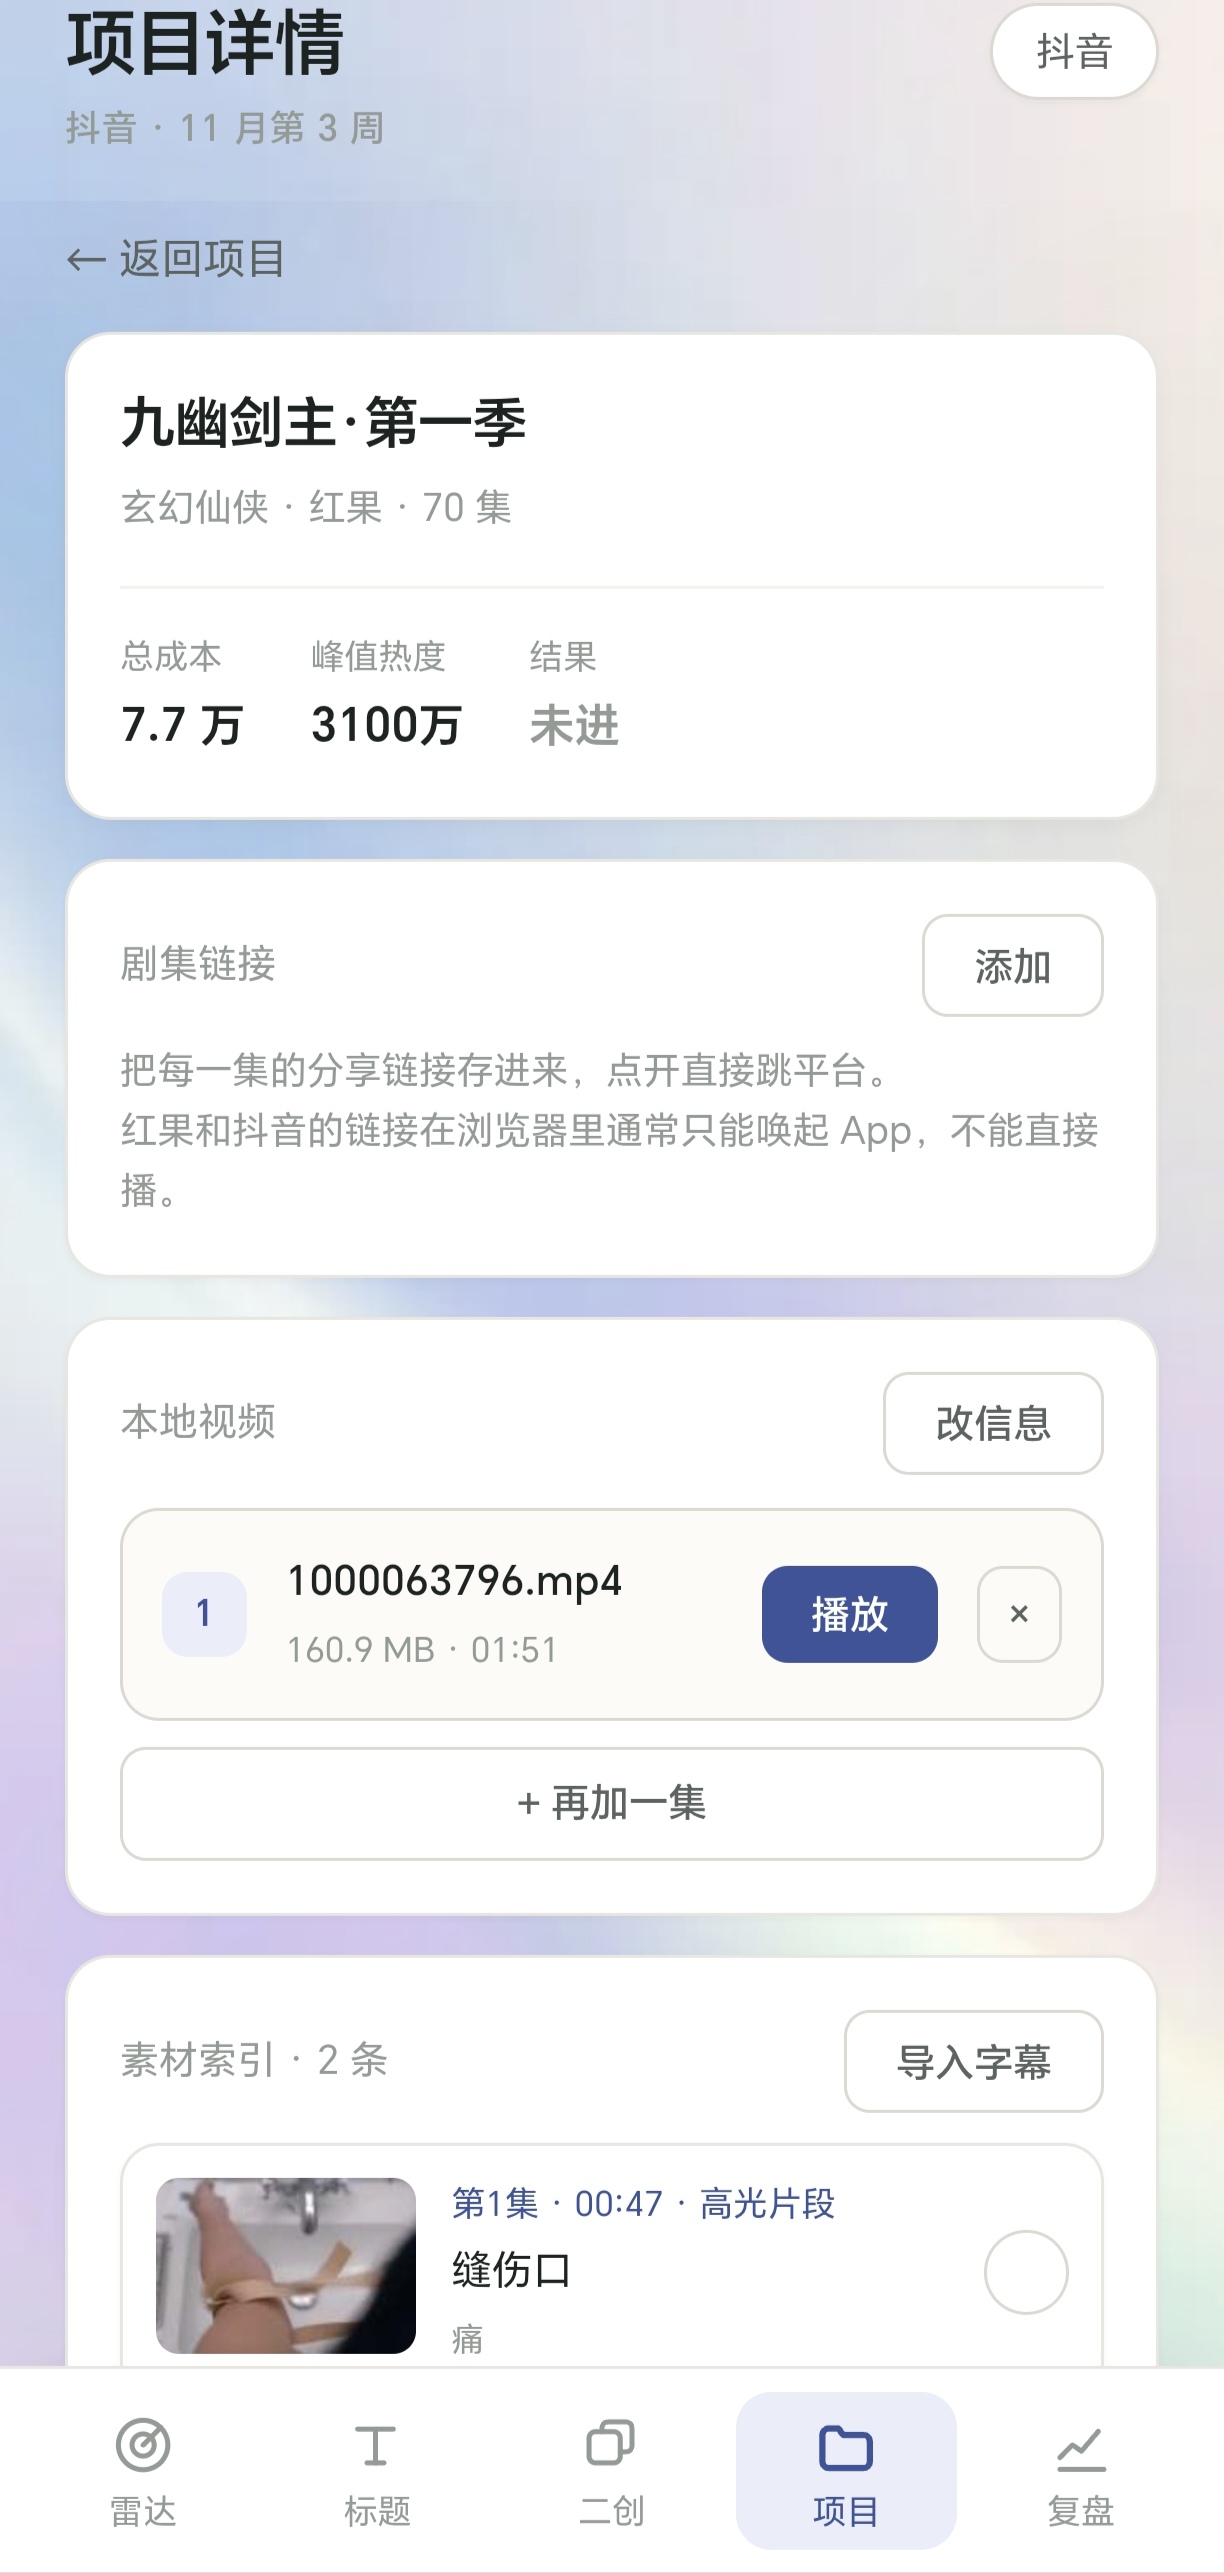 项目详情
抖音
抖音 · 11 月第 3 周
← 返回项目
九幽剑主·第一季
玄幻仙侠 · 红果 · 70 集
总成本 峰值热度 结果
7.7 万 3100万 未进
剧集链接
添加
把每一集的分享链接存进来，点开直接跳平台。
红果和抖音的链接在浏览器里通常只能唤起 App，不能直接
播。
本地视频
改信息
1
1000063796.mp4
160.9 MB · 01:51
播放
×
+ 再加一集
素材索引 · 2 条
导入字幕
第1集 · 00:47 · 高光片段
缝伤口
痛
雷达
标题
二创
项目
复盘